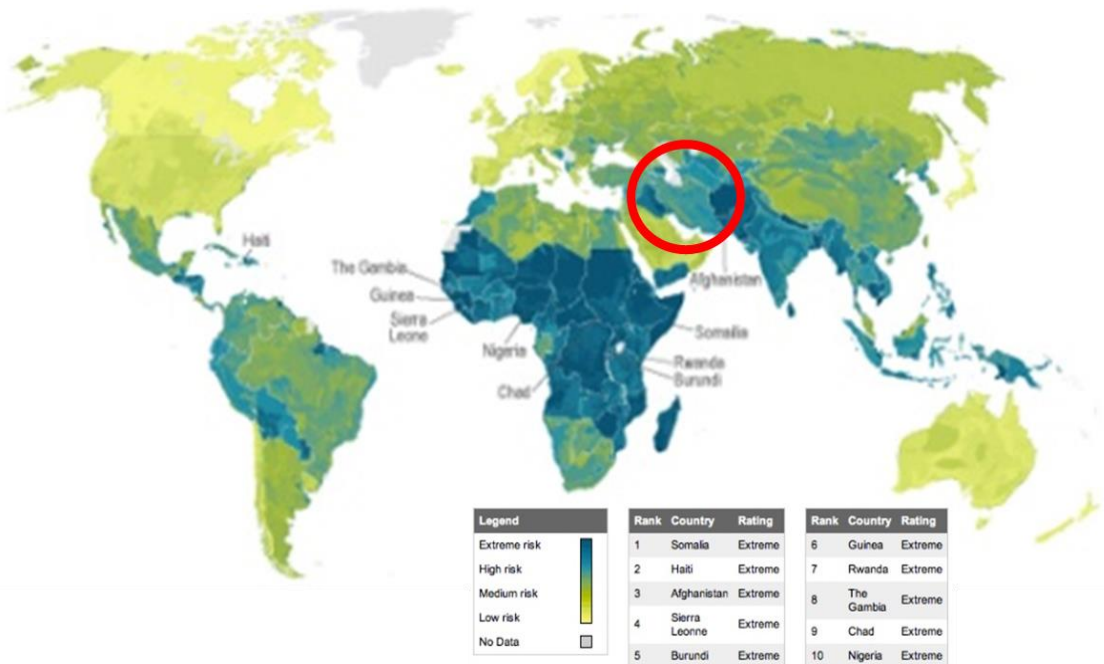 Haiti
The Gambia
Guinea
Sierra
Leone
Nigeria
Chad
Afghanistan
Somailia
Rwanda
Burundi
Legend
Extreme risk
High risk
Medium risk
Low risk
No Data
Rank Country Rating
1 Somalia Extreme
2 Haiti Extreme
3 Afghanistan Extreme
4 Sierra Leonne Extreme
5 Burundi Extreme
Rank Country Rating
6 Guinea Extreme
7 Rwanda Extreme
8 The Gambia Extreme
9 Chad Extreme
10 Nigeria Extreme